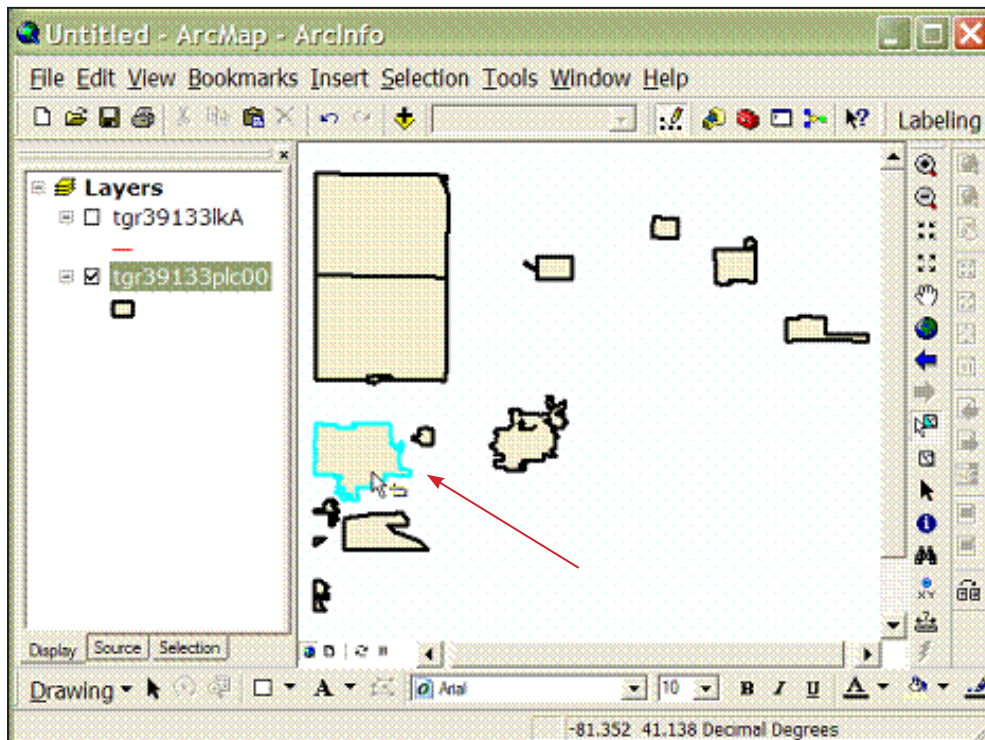 Untitled - ArcMap - ArcInfo
File Edit View Bookmarks Insert Selection Tools Window Help
Labeling
Layers
tgr39133lkA
tgr39133plc00
Display Source Selection
Drawing A Arial 10 B I U A
-81.352 41.138 Decimal Degrees